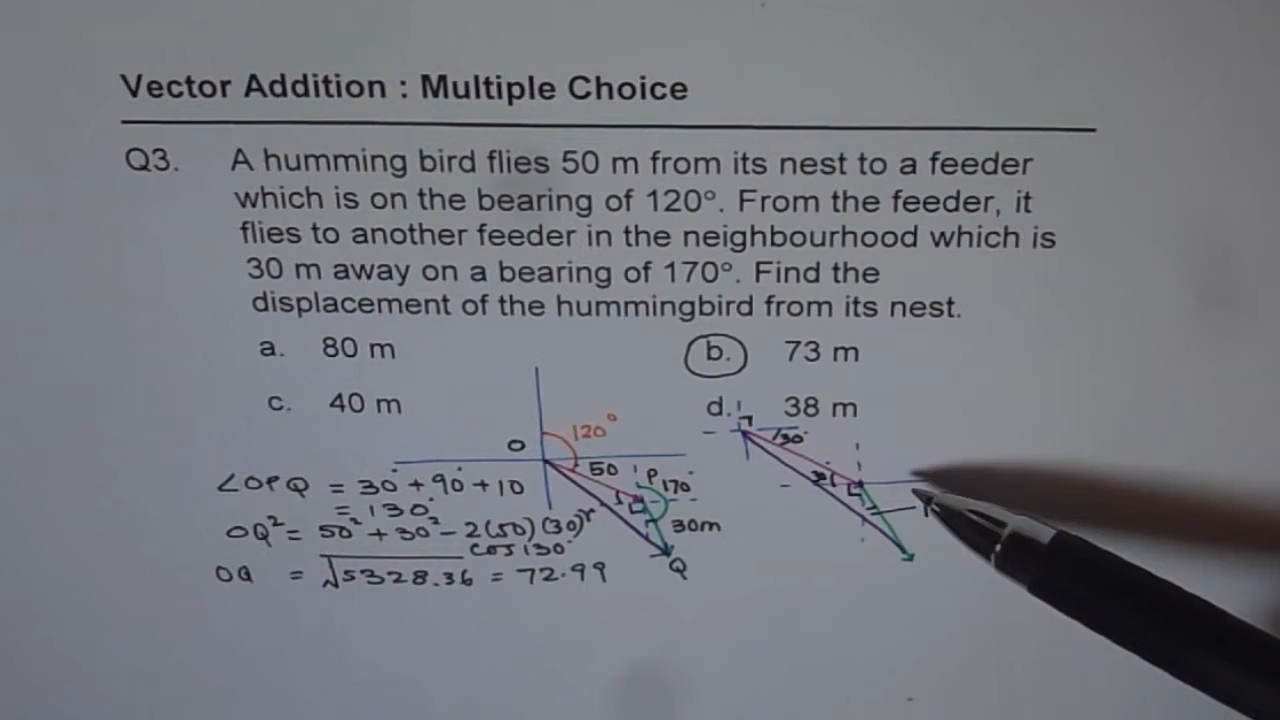 Vector Addition : Multiple Choice
Q3. A humming bird flies 50 m from its nest to a feeder
which is on the bearing of 120°. From the feeder, it
flies to another feeder in the neighbourhood which is
30 m away on a bearing of 170°. Find the
displacement of the hummingbird from its nest.
a. 80 m b. 73 m
c. 40 m d. 38 m
120°
O
50
P
170°
30m
Q
30°
∠OPQ = 30° + 90° + 10
= 130°
OQ² = 50² + 30² - 2(50)(30)
cos130°
OQ = √5328.36 = 72.99